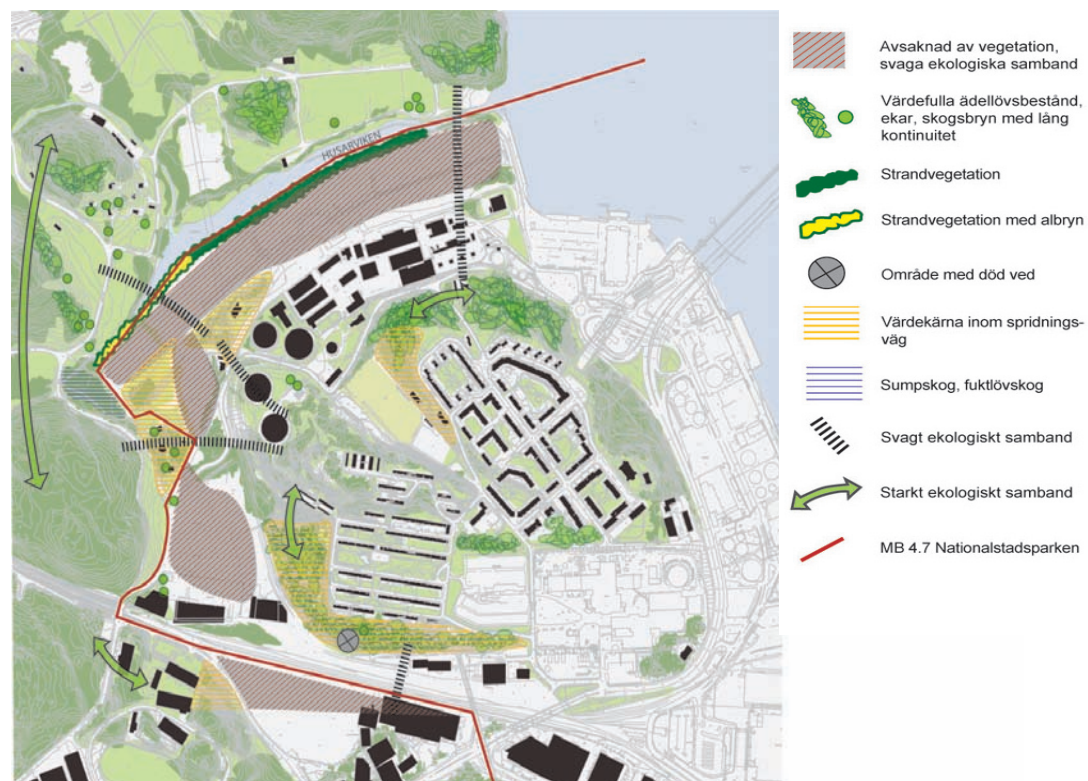 HUSARVIKEN
Avsaknad av vegetation,
svaga ekologiska samband
Värdefulla ädellövsbestånd,
ekar, skogsbryn med lång
kontinuitet
Strandvegetation
Strandvegetation med albryn
Område med död ved
Värdekärna inom spridnings-
väg
Sumpskog, fuktlövskog
Svagt ekologiskt samband
Starkt ekologiskt samband
MB 4.7 Nationalstadsparken